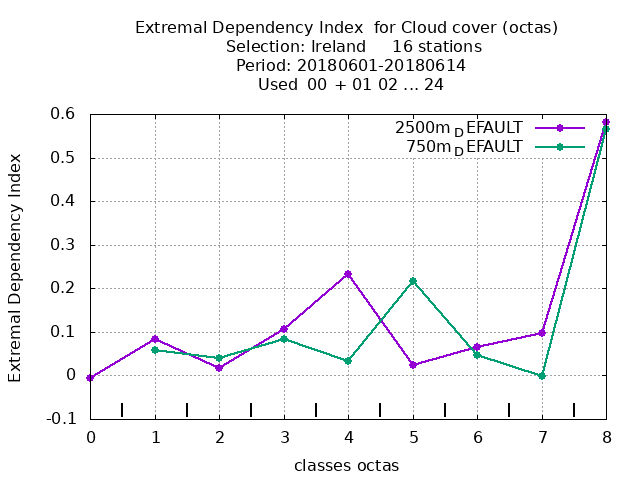 Extremal Dependency Index for Cloud cover (octas)
Selection: Ireland 16 stations
Period: 20180601-20180614
Used 00 + 01 02 ... 24
2500m_DEFAULT
750m_DEFAULT
Extremal Dependency Index
0.6
0.5
0.4
0.3
0.2
0.1
0
-0.1
0 1 2 3 4 5 6 7 8
classes octas